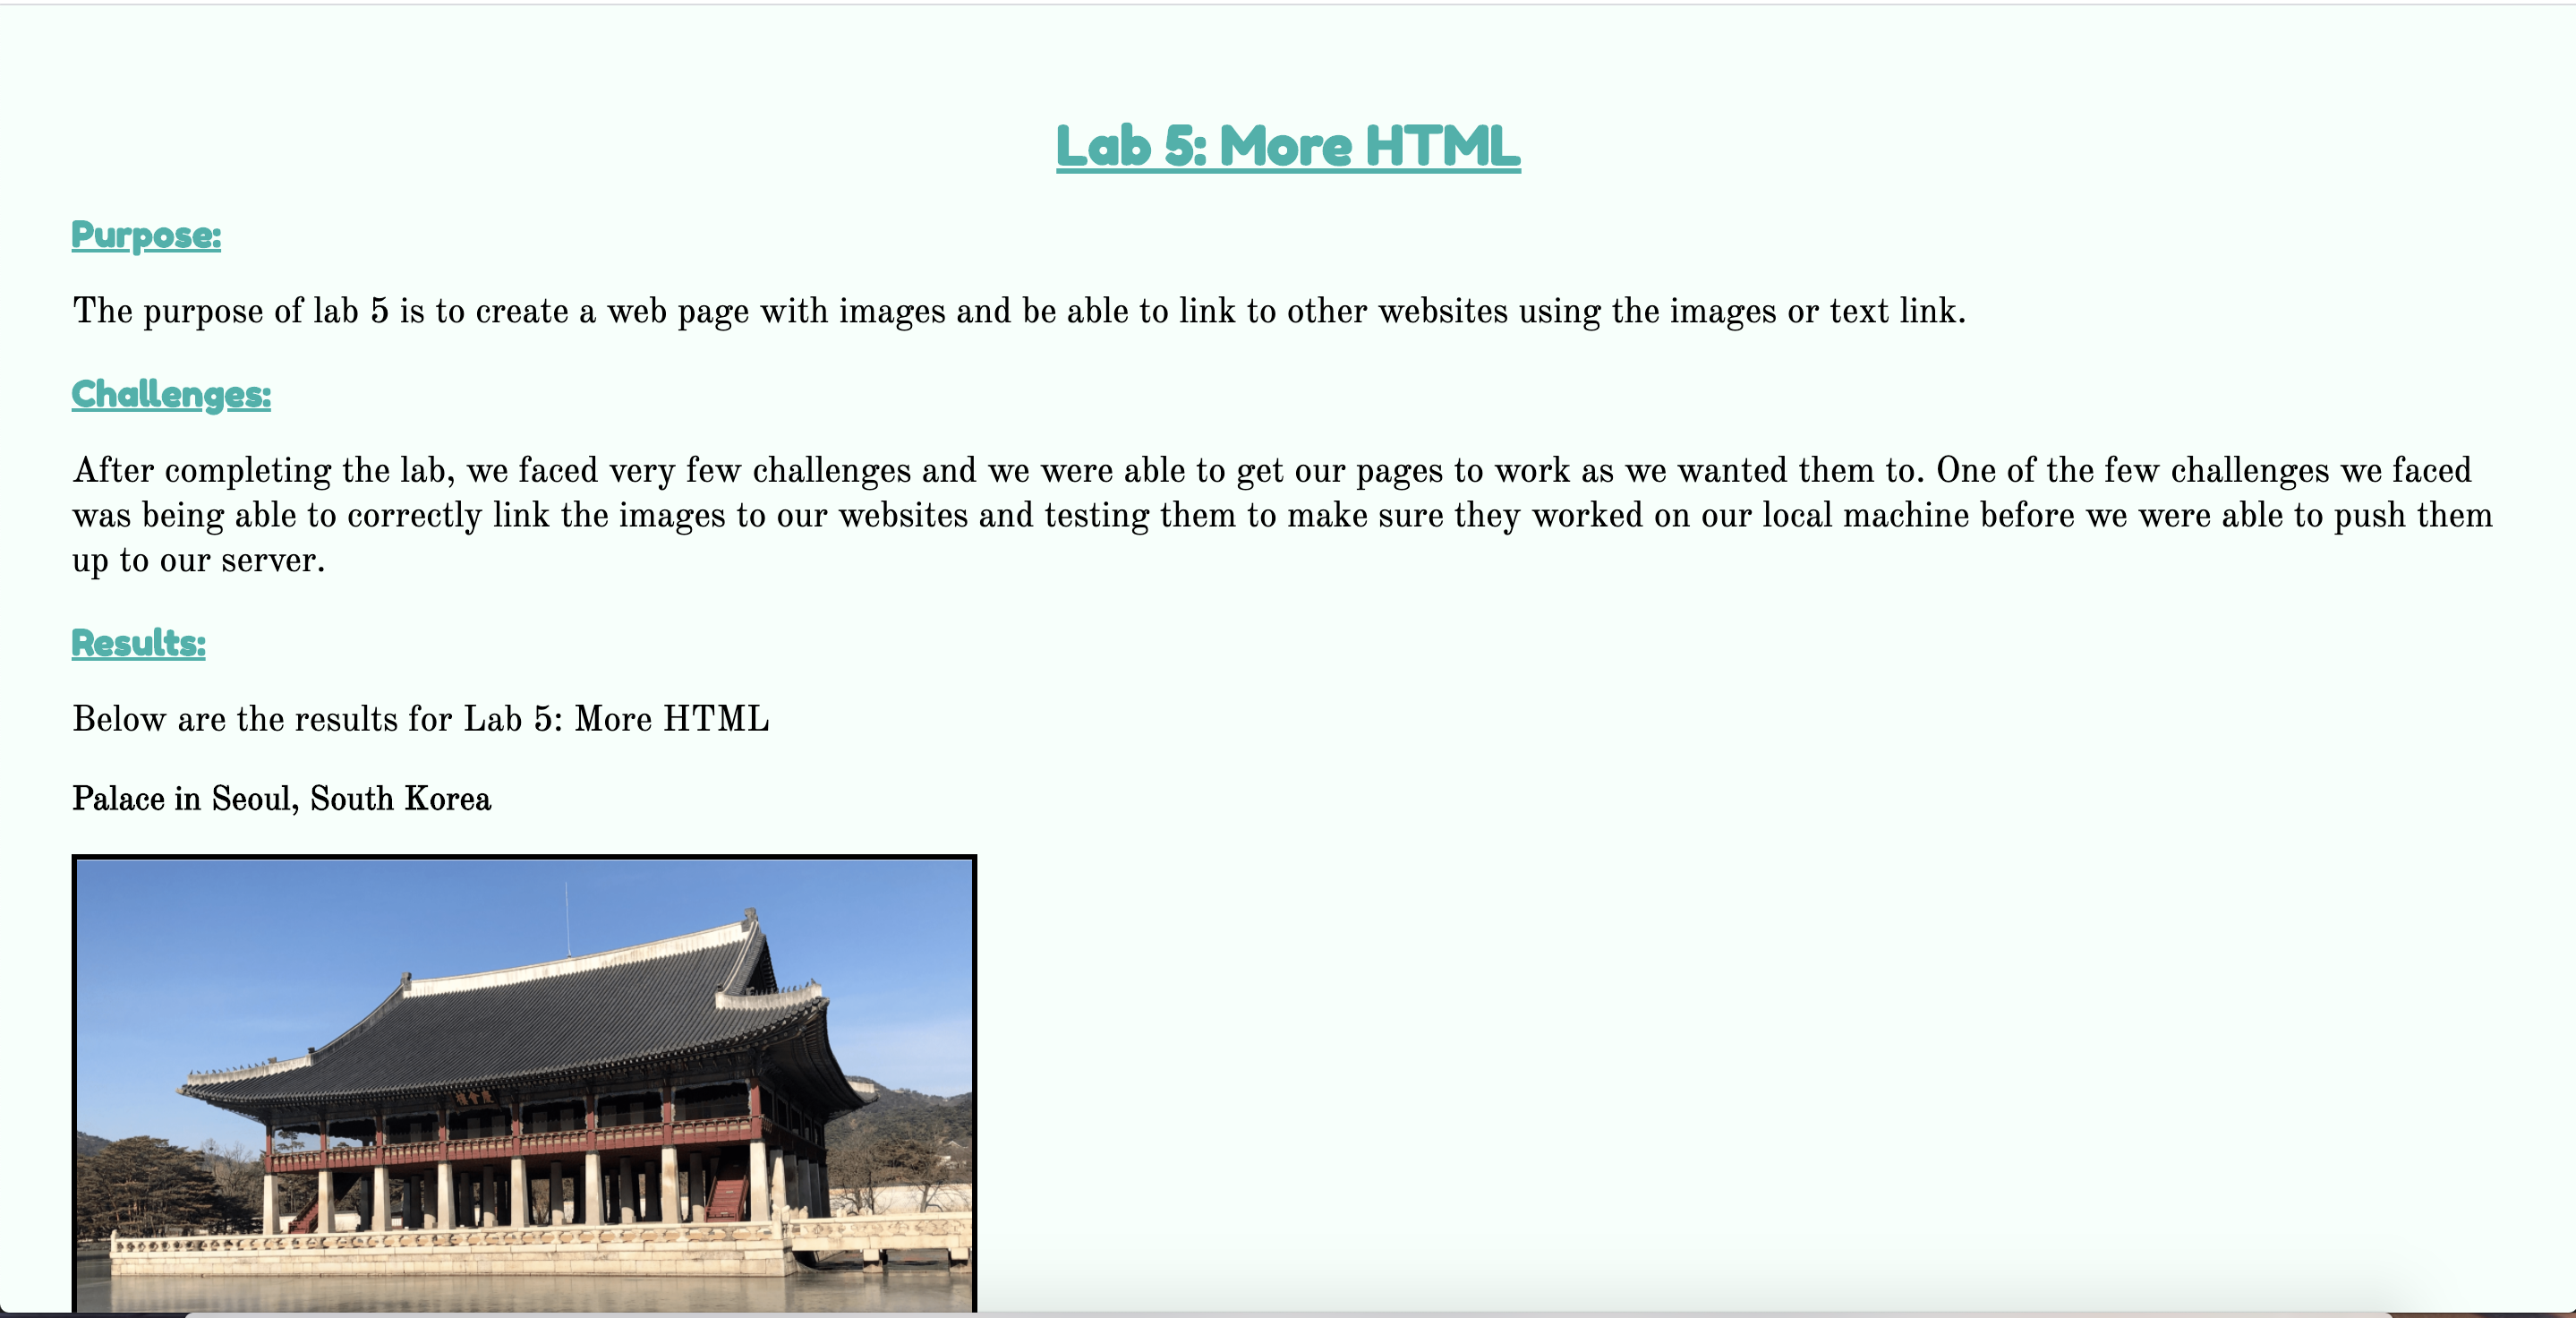 Lab 5: More HTML
Purpose:
The purpose of lab 5 is to create a web page with images and be able to link to other websites using the images or text link.
Challenges:
After completing the lab, we faced very few challenges and we were able to get our pages to work as we wanted them to. One of the few challenges we faced
was being able to correctly link the images to our websites and testing them to make sure they worked on our local machine before we were able to push them
up to our server.
Results:
Below are the results for Lab 5: More HTML
Palace in Seoul, South Korea